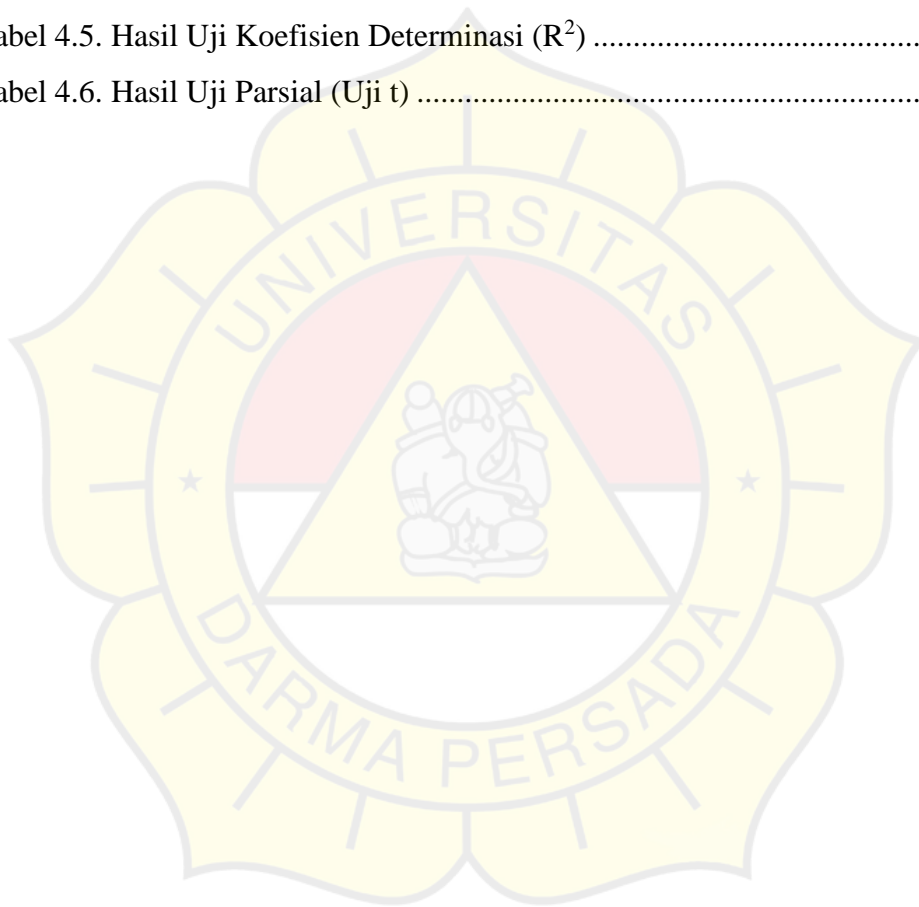 abel 4.5. Hasil Uji Koefisien Determinasi (R²) ........................................
abel 4.6. Hasil Uji Parsial (Uji t) ..............................................................
UNIVERSITAS
DARMA PERSADA